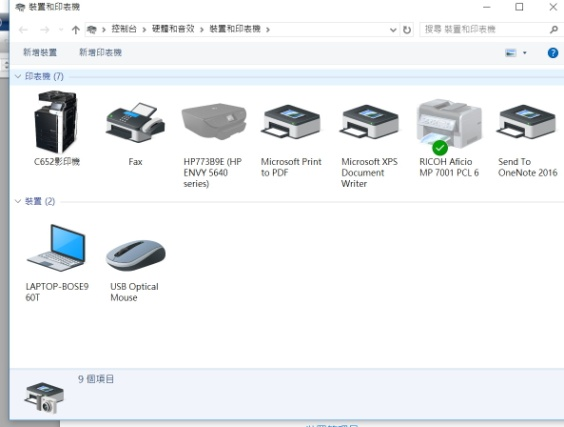 裝置和印表機
控制台 › 硬體和音效 › 裝置和印表機 ›
搜尋 裝置和印表機
新增裝置 新增印表機
印表機 (7)
C652影印機
Fax
HP773B9E (HP
ENVY 5640
series)
Microsoft Print
to PDF
Microsoft XPS
Document
Writer
RICOH Aficio
MP 7001 PCL 6
Send To
OneNote 2016
裝置 (2)
LAPTOP-BOSE9
60T
USB Optical
Mouse
9 個項目